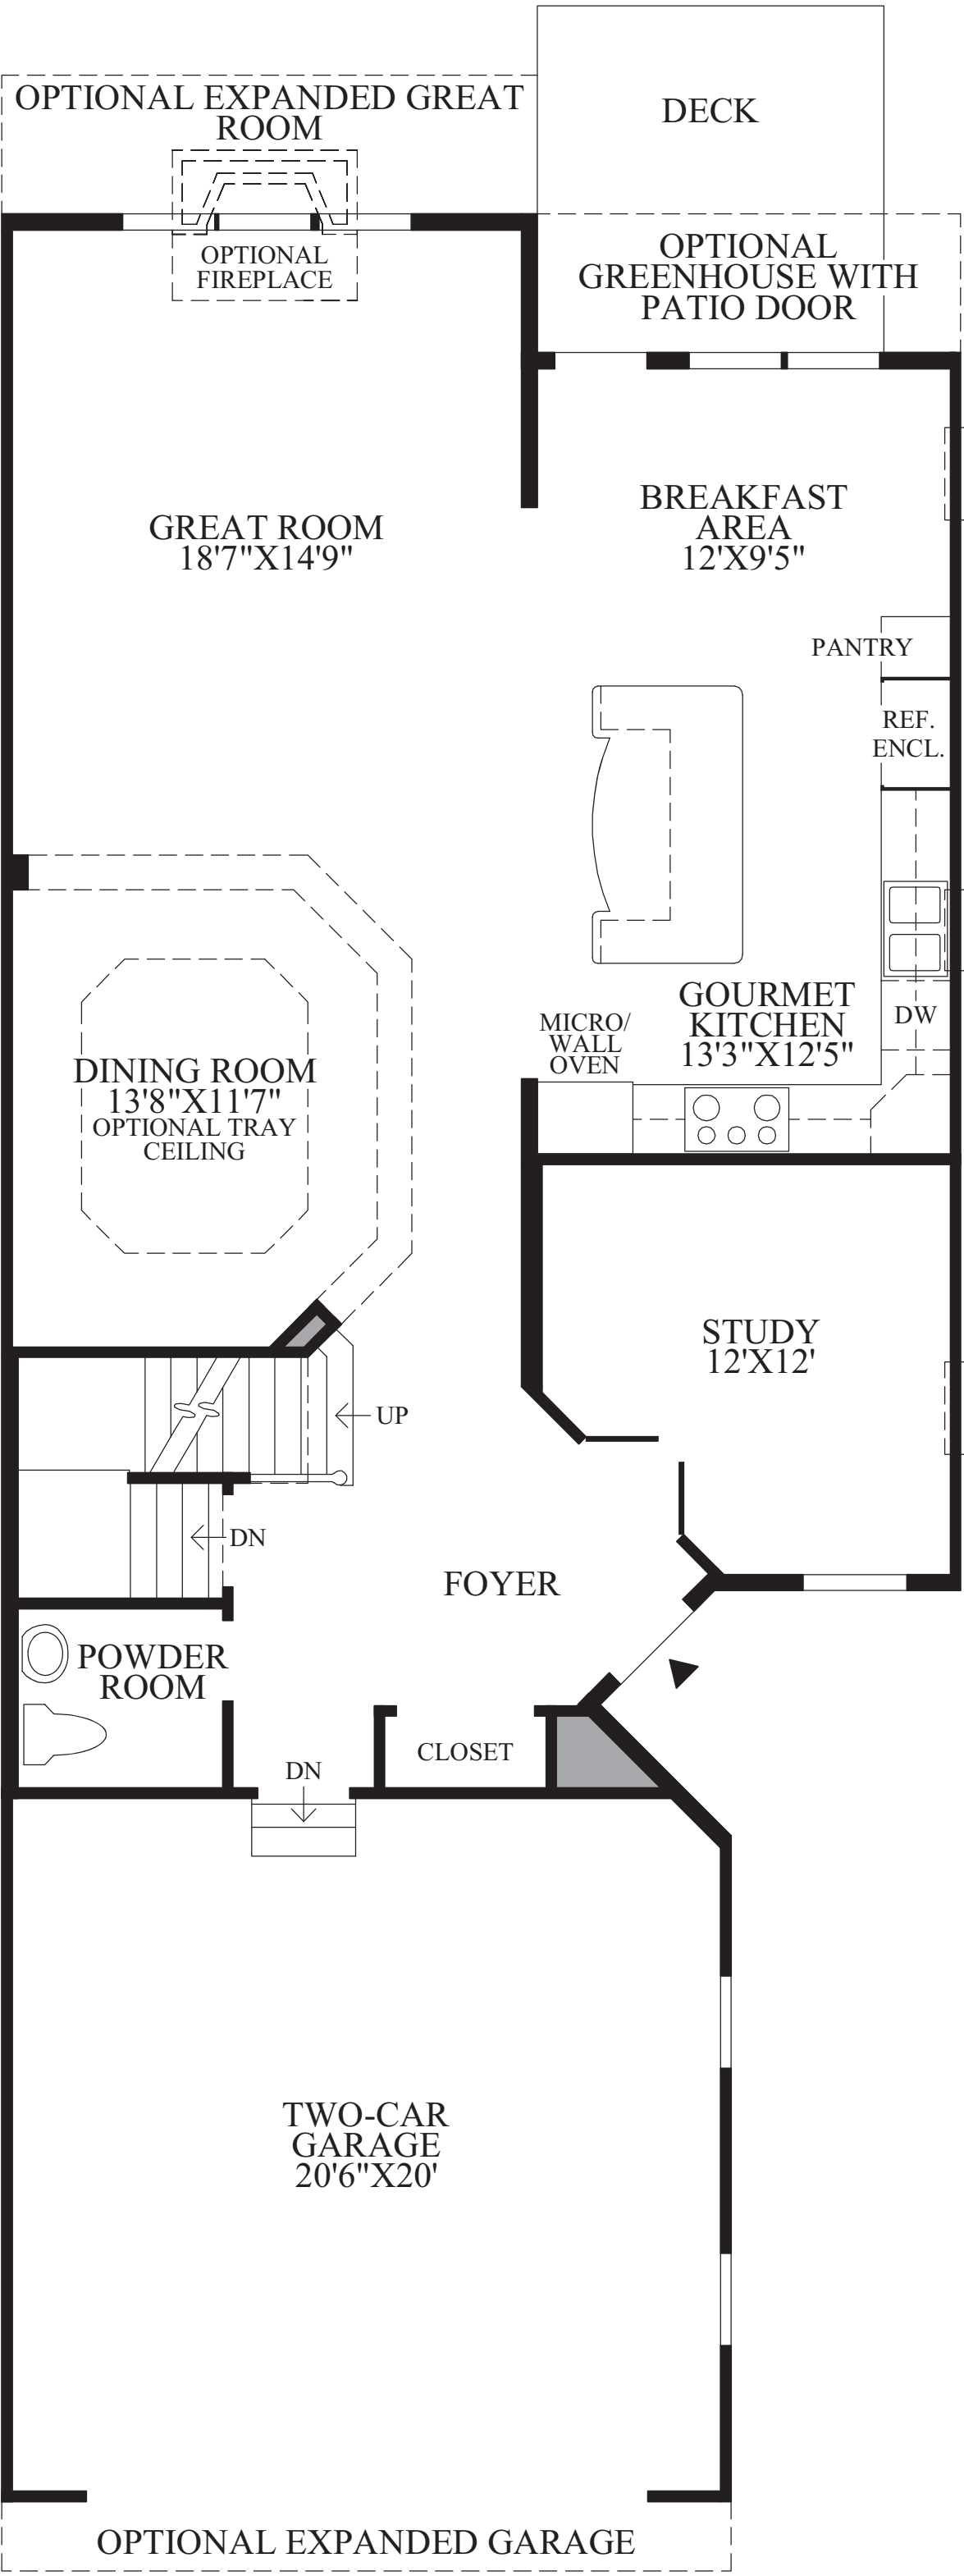 OPTIONAL EXPANDED GREAT
ROOM
DECK
OPTIONAL
FIREPLACE
OPTIONAL
GREENHOUSE WITH
PATIO DOOR
GREAT ROOM
18'7"X14'9"
BREAKFAST
AREA
12'X9'5"
PANTRY
REF.
ENCL.
GOURMET
KITCHEN
13'3"X12'5"
DW
MICRO/
WALL
OVEN
DINING ROOM
13'8"X11'7"
OPTIONAL TRAY
CEILING
STUDY
12'X12'
UP
DN
FOYER
POWDER
ROOM
CLOSET
DN
TWO-CAR
GARAGE
20'6"X20'
OPTIONAL EXPANDED GARAGE